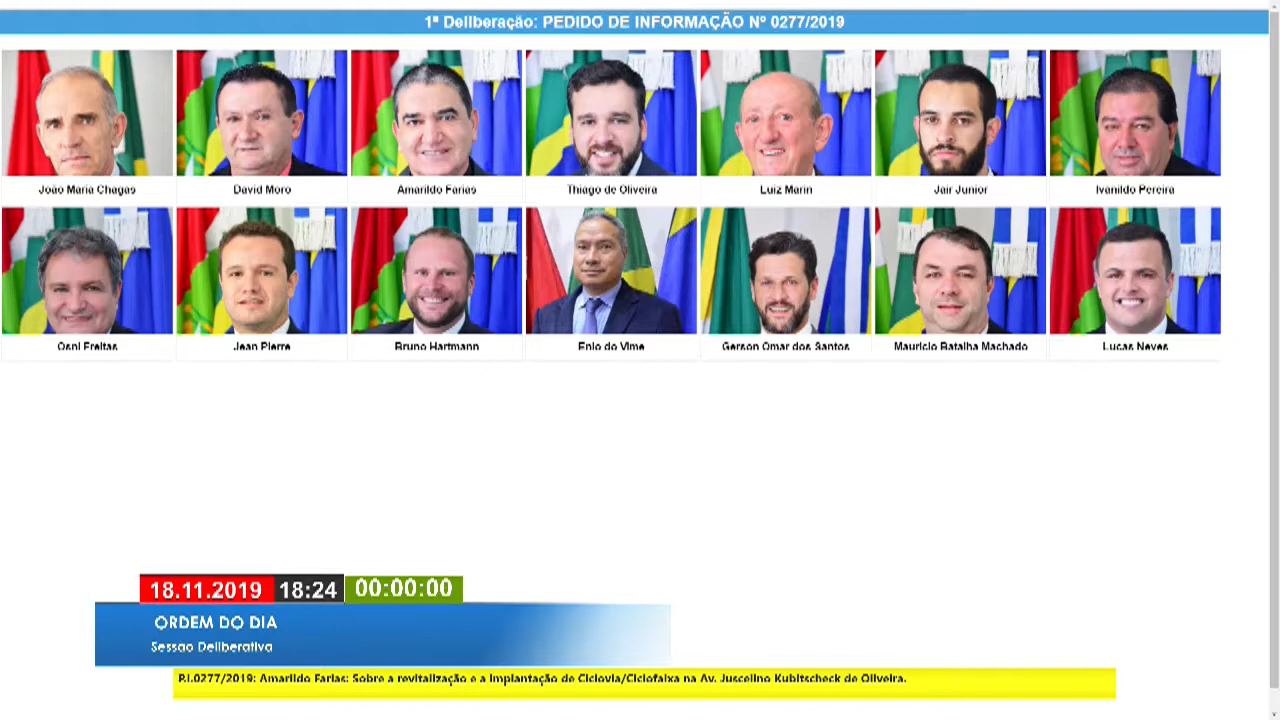 1ª Deliberação: PEDIDO DE INFORMAÇÃO Nº 0277/2019
João Maria Chagas
David Moro
Amarildo Farias
Thiago de Oliveira
Luiz Marin
Jair Junior
Ivanildo Pereira
Osni Freitas
Jean Pierre
Bruno Hartmann
Enio do Vime
Gerson Omar dos Santos
Mauricio Batalha Machado
Lucas Neves
18.11.2019 18:24 00:00:00
ORDEM DO DIA
Sessao Deliberativa
P.I.0277/2019: Amarildo Farias: Sobre a revitalização e a implantação de Ciclovia/Ciclofaixa na Av. Juscelino Kubitscheck de Oliveira.